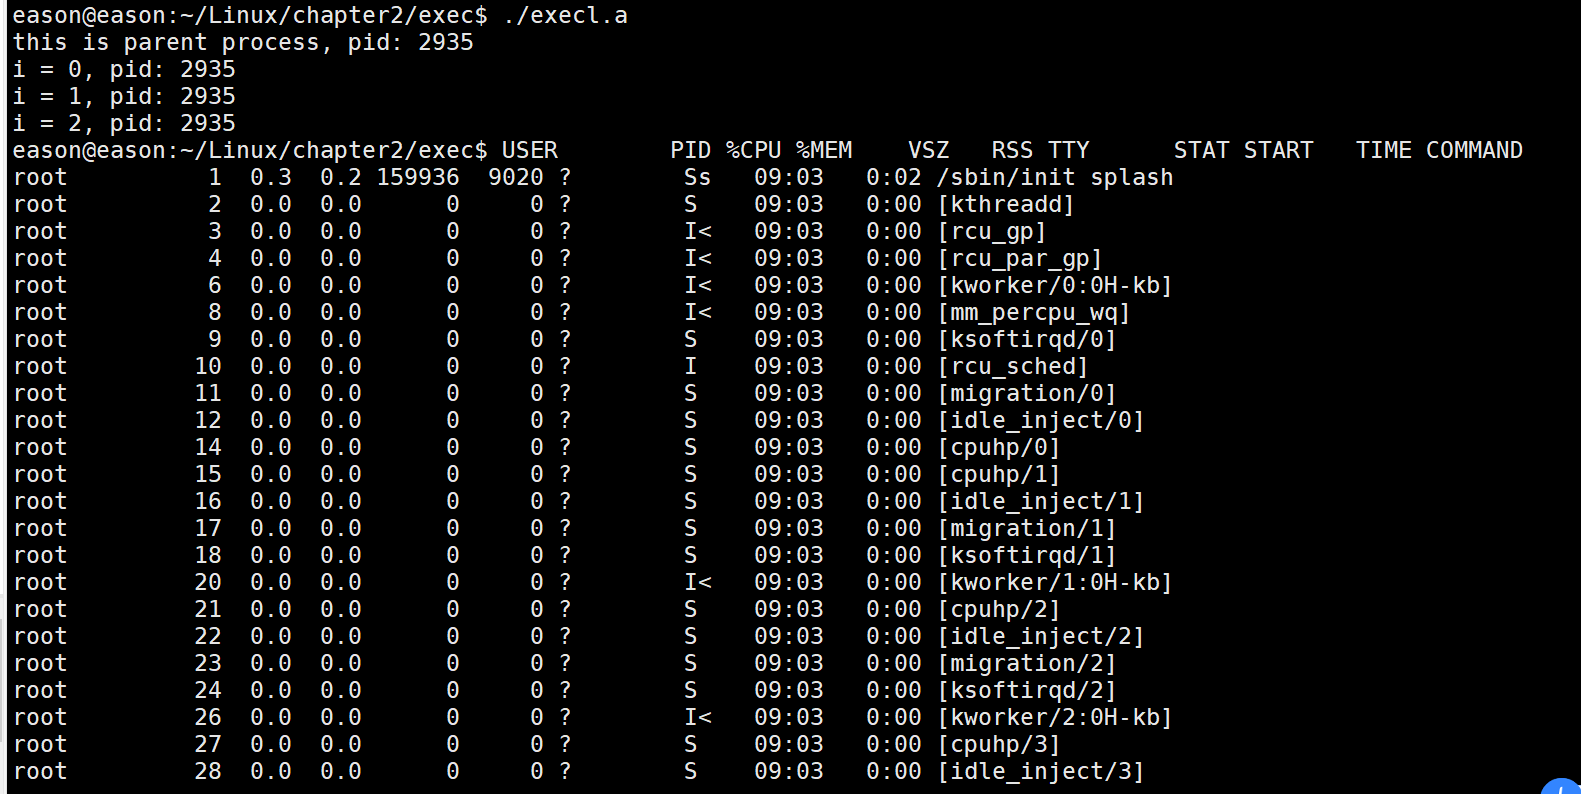 eason@eason:~/Linux/chapter2/exec$ ./execl.a
this is parent process, pid: 2935
i = 0, pid: 2935
i = 1, pid: 2935
i = 2, pid: 2935
eason@eason:~/Linux/chapter2/exec$ USER        PID %CPU %MEM    VSZ   RSS TTY      STAT START   TIME COMMAND
root          1  0.3  0.2 159936  9020 ?        Ss   09:03   0:02 /sbin/init splash
root          2  0.0  0.0      0     0 ?        S    09:03   0:00 [kthreadd]
root          3  0.0  0.0      0     0 ?        I<   09:03   0:00 [rcu_gp]
root          4  0.0  0.0      0     0 ?        I<   09:03   0:00 [rcu_par_gp]
root          6  0.0  0.0      0     0 ?        I<   09:03   0:00 [kworker/0:0H-kb]
root          8  0.0  0.0      0     0 ?        I<   09:03   0:00 [mm_percpu_wq]
root          9  0.0  0.0      0     0 ?        S    09:03   0:00 [ksoftirqd/0]
root         10  0.0  0.0      0     0 ?        I    09:03   0:00 [rcu_sched]
root         11  0.0  0.0      0     0 ?        S    09:03   0:00 [migration/0]
root         12  0.0  0.0      0     0 ?        S    09:03   0:00 [idle_inject/0]
root         14  0.0  0.0      0     0 ?        S    09:03   0:00 [cpuhp/0]
root         15  0.0  0.0      0     0 ?        S    09:03   0:00 [cpuhp/1]
root         16  0.0  0.0      0     0 ?        S    09:03   0:00 [idle_inject/1]
root         17  0.0  0.0      0     0 ?        S    09:03   0:00 [migration/1]
root         18  0.0  0.0      0     0 ?        S    09:03   0:00 [ksoftirqd/1]
root         20  0.0  0.0      0     0 ?        I<   09:03   0:00 [kworker/1:0H-kb]
root         21  0.0  0.0      0     0 ?        S    09:03   0:00 [cpuhp/2]
root         22  0.0  0.0      0     0 ?        S    09:03   0:00 [idle_inject/2]
root         23  0.0  0.0      0     0 ?        S    09:03   0:00 [migration/2]
root         24  0.0  0.0      0     0 ?        S    09:03   0:00 [ksoftirqd/2]
root         26  0.0  0.0      0     0 ?        I<   09:03   0:00 [kworker/2:0H-kb]
root         27  0.0  0.0      0     0 ?        S    09:03   0:00 [cpuhp/3]
root         28  0.0  0.0      0     0 ?        S    09:03   0:00 [idle_inject/3]